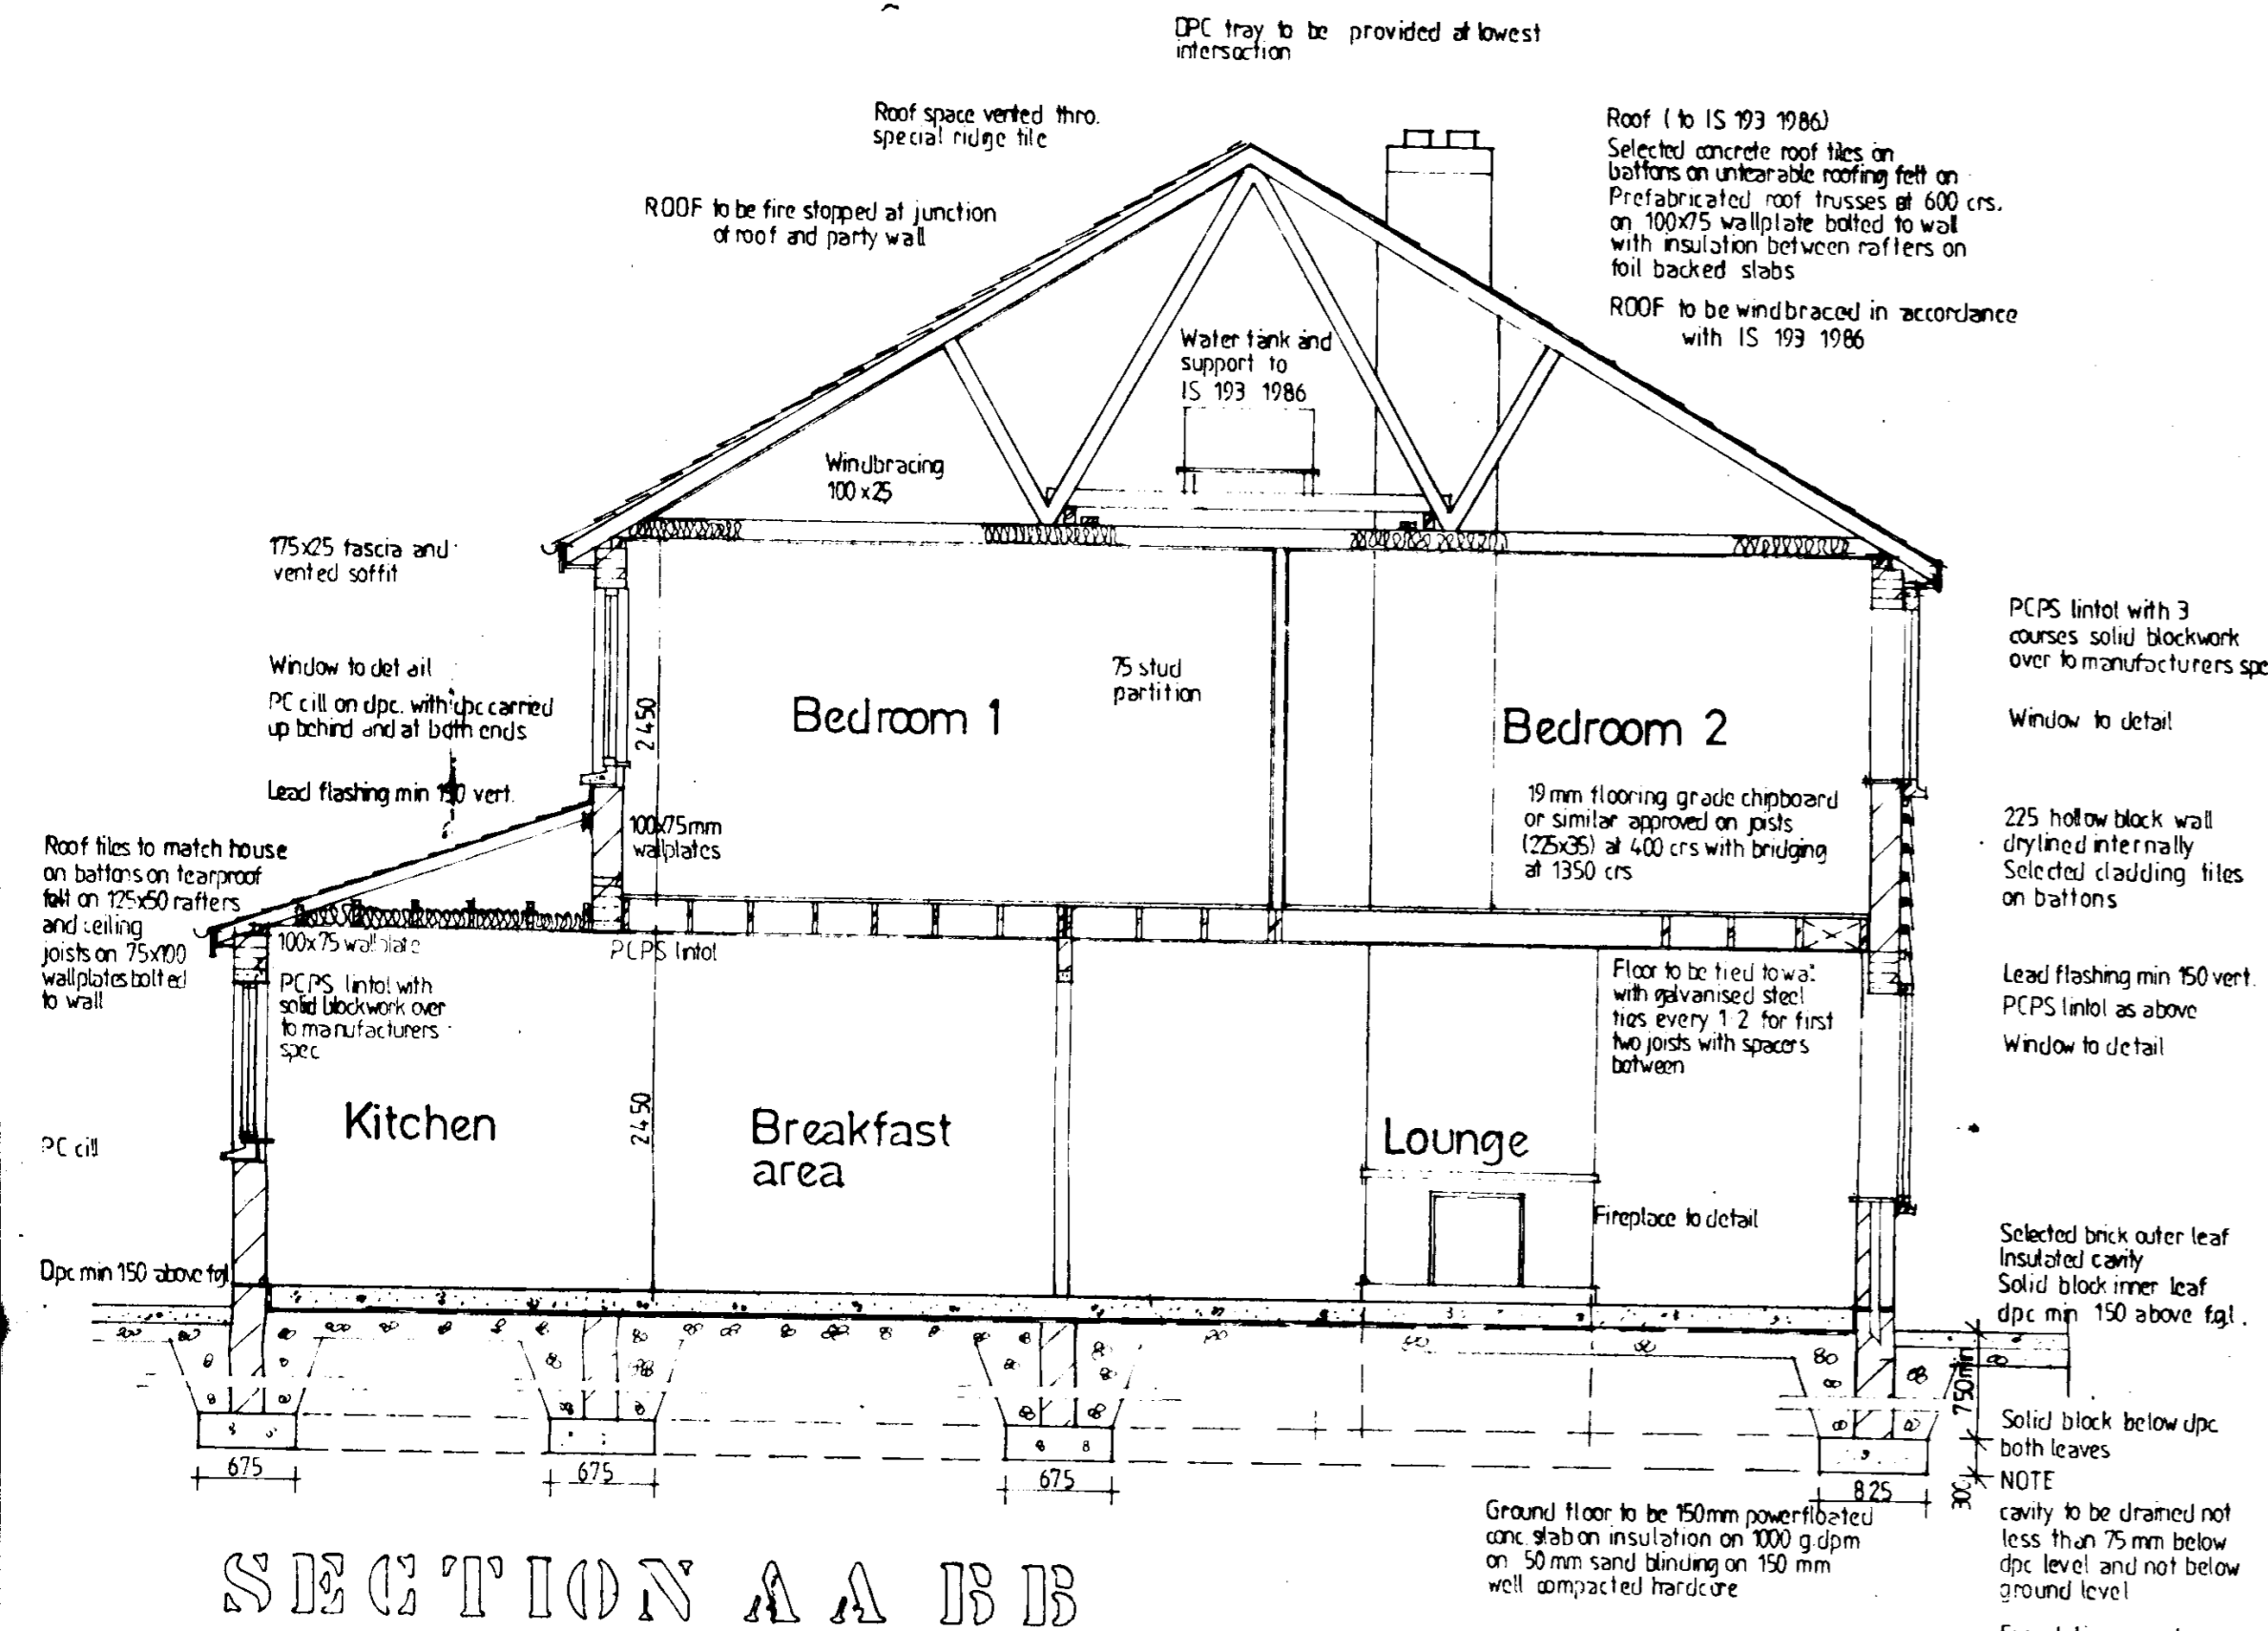 DPC tray to be provided at lowest
intersection
Roof space vented thro.
special ridge tile
ROOF to be fire stopped at junction
of roof and party wall
Roof ( to IS 193 1986)
Selected concrete roof tiles on
battons on untearable roofing felt on
Prefabricated roof trusses at 600 crs.
on 100x75 wallplate bolted to wal
with insulation between rafters on
foil backed slabs
ROOF to be windbraced in accordance
with IS 193 1986
Water tank and
support to
IS 193 1986
Windbracing
100 x 25
175x25 fascia and
vented soffit
Window to detail
PC cill on dpc. with dpc carried
up behind and at both ends
Lead flashing min 150 vert.
Roof tiles to match house
on battons on tearproof
felt on 125x50 rafters
and ceiling
joists on 75x100
wallplates bolted
to wall
100x75mm
wallplates
2450
Bedroom 1
75 stud
partition
Bedroom 2
19 mm flooring grade chipboard
or similar approved on joists
(225x35) at 400 crs with bridging
at 1350 crs
PCPS lintol with 3
courses solid blockwork
over to manufacturers spe
Window to detail
225 hollow block wall
drylined internally
Selected cladding tiles
on battons
100x75 wallplate
PCPS lintol with
solid blockwork over
to manufacturers
spec
PCPS lntol
Floor to be tied to wa
with galvanised steel
ties every 1·2 for first
two joists with spacers
between
Lead flashing min 150 vert.
PCPS lintol as above
Window to detail
PC cill
Kitchen
2450
Breakfast
area
Lounge
Fireplace to detail
Dpc min 150 above fgl
Selected brick outer leaf
Insulated cavity
Solid block inner leaf
dpc min 150 above f.g.l.
750min
300
Solid block below dpc
both leaves
NOTE
cavity to be drained not
less than 75 mm below
dpc level and not below
ground level
675
675
675
825
Ground floor to be 150mm powerfloated
conc. slab on insulation on 1000 g.dpm
on 50 mm sand blinding on 150 mm
well compacted hardcore
SECTION AA BB